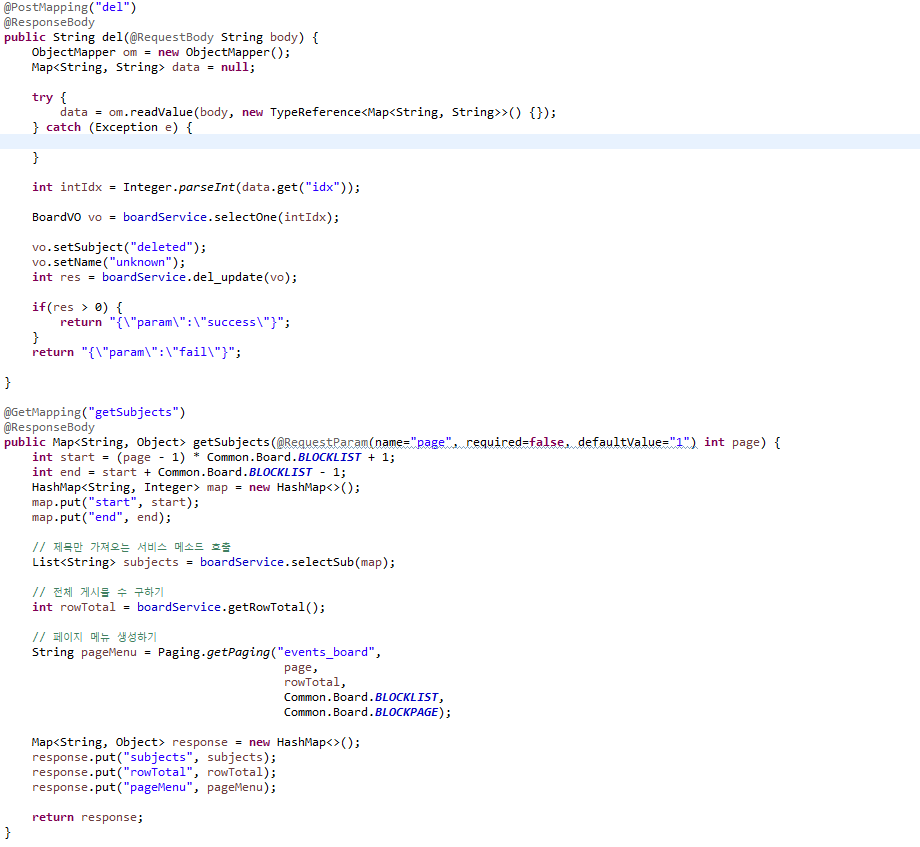 @PostMapping("del")
@ResponseBody
public String del(@RequestBody String body) {
ObjectMapper om = new ObjectMapper();
Map<String, String> data = null;
try {
data = om.readValue(body, new TypeReference<Map<String, String>>() {});
} catch (Exception e) {
}
int intIdx = Integer.parseInt(data.get("idx"));
BoardVO vo = boardService.selectOne(intIdx);
vo.setSubject("deleted");
vo.setName("unknown");
int res = boardService.del_update(vo);
if(res > 0) {
return "{\"param\":\"success\"}";
}
return "{\"param\":\"fail\"}";
}
@GetMapping("getSubjects")
@ResponseBody
public Map<String, Object> getSubjects(@RequestParam(name="page", required=false, defaultValue="1") int page) {
int start = (page - 1) * Common.Board.BLOCKLIST + 1;
int end = start + Common.Board.BLOCKLIST - 1;
HashMap<String, Integer> map = new HashMap<>();
map.put("start", start);
map.put("end", end);
// 제목만 가져오는 서비스 메소드 호출
List<String> subjects = boardService.selectSub(map);
// 전체 게시물 수 구하기
int rowTotal = boardService.getRowTotal();
// 페이지 메뉴 생성하기
String pageMenu = Paging.getPaging("events_board",
page,
rowTotal,
Common.Board.BLOCKLIST,
Common.Board.BLOCKPAGE);
Map<String, Object> response = new HashMap<>();
response.put("subjects", subjects);
response.put("rowTotal", rowTotal);
response.put("pageMenu", pageMenu);
return response;
}